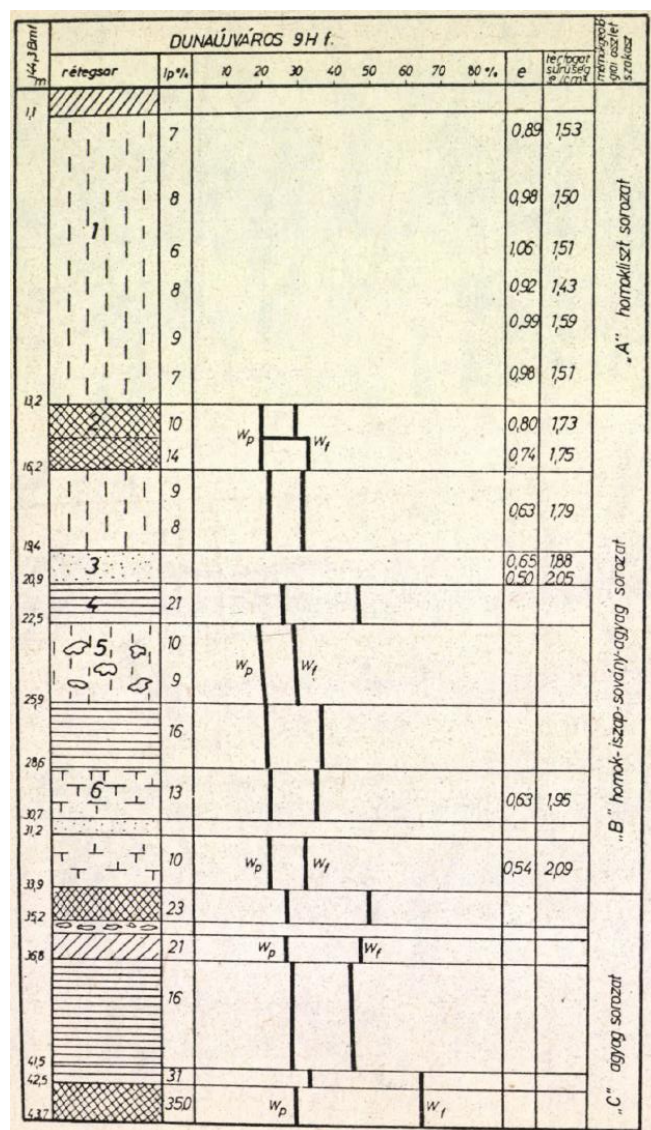 144,3 Bmf
m
DUNAÚJVÁROS 9H f.
rétegsor Ip% 10 20 30 40 50 60 70 80 % e térfogat
szakasz
1,1
7 0,89 1,53
8 0,98 1,50
1
6 1,06 1,51
8 0,92 1,43
9 0,99 1,59
7 0,98 1,51
„A" homokliszt sorozat
13,2
2 10 0,80 1,73
Wp Wf
14 0,74 1,75
16,2
9
0,63 1,79
8
19,4
3 0,65 1,88
0,50 2,05
20,9
4 21
22,5
5 10
Wp Wf
9
25,9
16
28,6
6 13 0,63 1,95
30,7
31,2
10 Wp Wf 0,54 2,09
33,9
„B" homok-iszap-sovány-agyag sorozat
23
35,2
21 Wp Wf
36,8
16
41,5
31
42,5
35,0 Wp Wf
43,7
„C" agyag sorozat